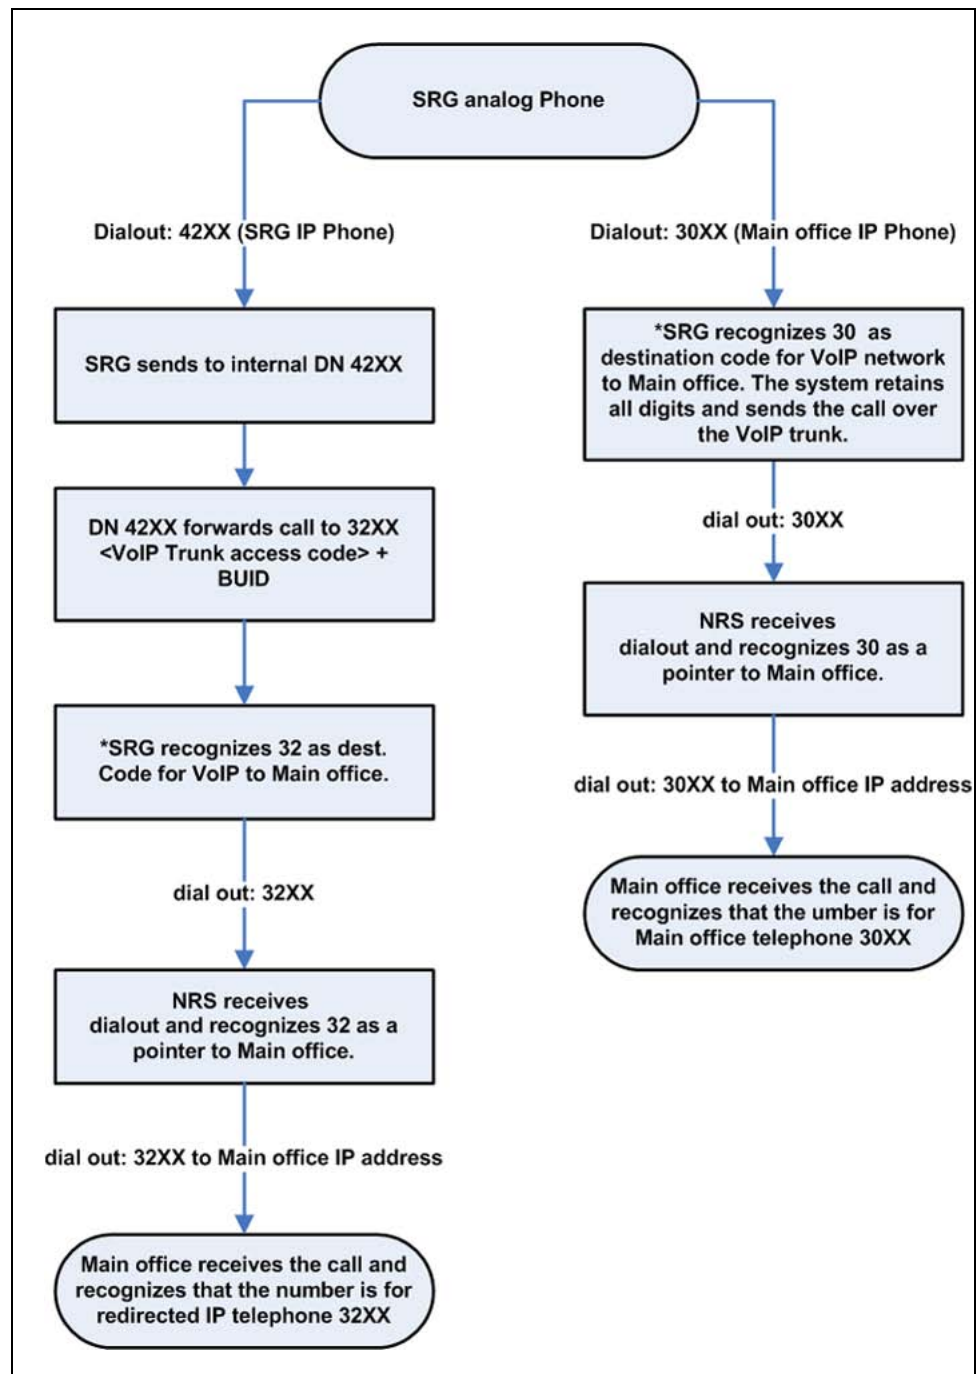 SRG analog Phone
Dialout: 42XX (SRG IP Phone)
SRG sends to internal DN 42XX
DN 42XX forwards call to 32XX
<VoIP Trunk access code> +
BUID
*SRG recognizes 32 as dest.
Code for VoIP to Main office.
dial out: 32XX
NRS receives
dialout and recognizes 32 as a
pointer to Main office.
dial out: 32XX to Main office IP address
Main office receives the call and
recognizes that the number is for
redirected IP telephone 32XX
Dialout: 30XX (Main office IP Phone)
*SRG recognizes 30 as
destination code for VoIP network
to Main office. The system retains
all digits and sends the call over
the VoIP trunk.
dial out: 30XX
NRS receives
dialout and recognizes 30 as a
pointer to Main office.
dial out: 30XX to Main office IP address
Main office receives the call and
recognizes that the umber is for
Main office telephone 30XX